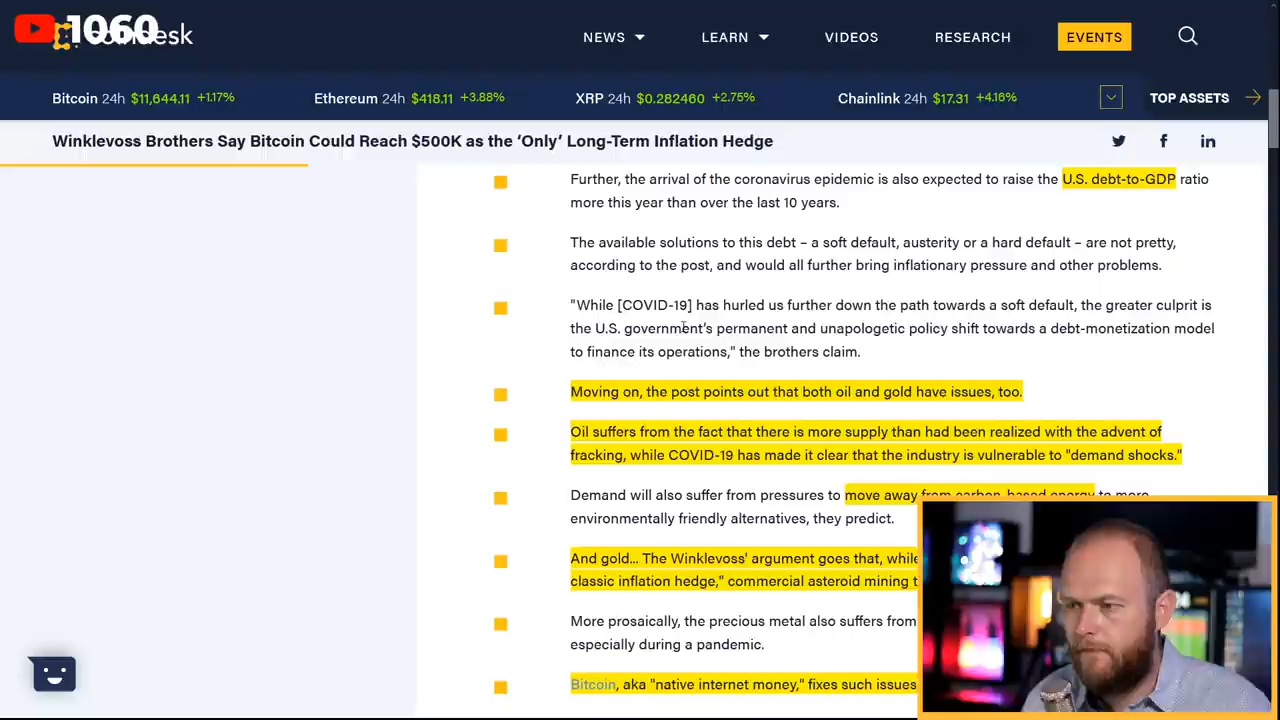 1060
coindesk
NEWS
LEARN
VIDEOS
RESEARCH
EVENTS
Bitcoin 24h $11,644.11 +1.17%
Ethereum 24h $418.11 +3.88%
XRP 24h $0.282460 +2.75%
Chainlink 24h $17.31 +4.16%
TOP ASSETS
Winklevoss Brothers Say Bitcoin Could Reach $500K as the ‘Only’ Long-Term Inflation Hedge
Further, the arrival of the coronavirus epidemic is also expected to raise the U.S. debt-to-GDP ratio
more this year than over the last 10 years.
The available solutions to this debt – a soft default, austerity or a hard default – are not pretty,
according to the post, and would all further bring inflationary pressure and other problems.
"While [COVID-19] has hurled us further down the path towards a soft default, the greater culprit is
the U.S. government’s permanent and unapologetic policy shift towards a debt-monetization model
to finance its operations," the brothers claim.
Moving on, the post points out that both oil and gold have issues, too.
Oil suffers from the fact that there is more supply than had been realized with the advent of
fracking, while COVID-19 has made it clear that the industry is vulnerable to "demand shocks."
Demand will also suffer from pressures to move away from carbon-based energy to more
environmentally friendly alternatives, they predict.
And gold... The Winklevoss' argument goes that, while
classic inflation hedge," commercial asteroid mining
More prosaically, the precious metal also suffers from
especially during a pandemic.
Bitcoin, aka "native internet money," fixes such issues